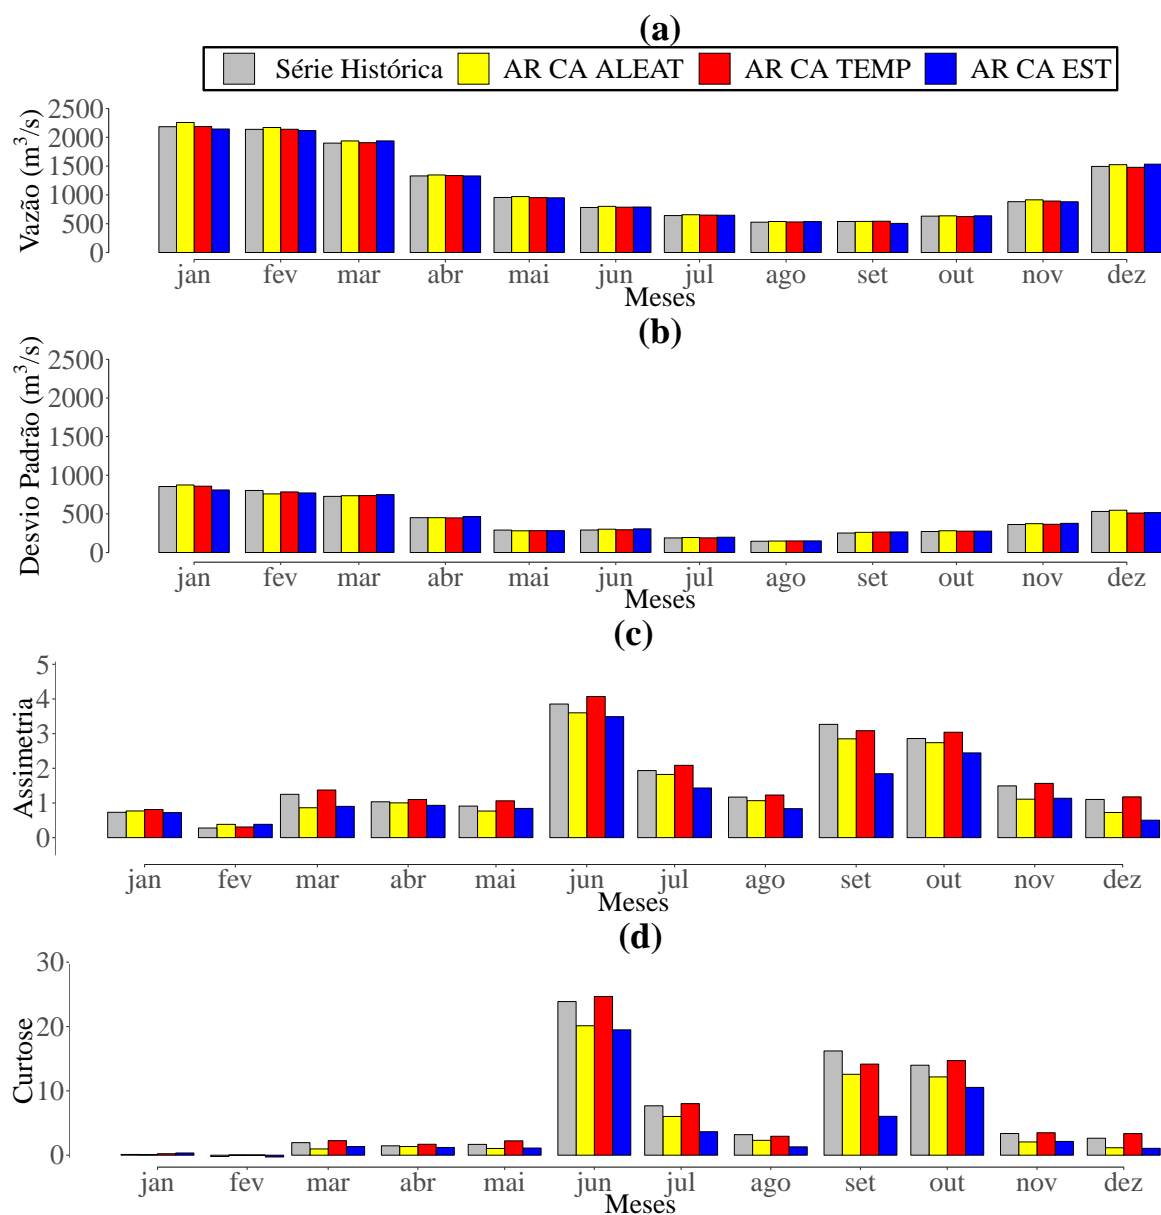 (a)
Série Histórica AR CA ALEAT AR CA TEMP AR CA EST
Vazão (m³/s)
2500
2000
1500
1000
500
0
jan fev mar abr mai jun jul ago set out nov dez
Meses
(b)
Desvio Padrão (m³/s)
2500
2000
1500
1000
500
0
jan fev mar abr mai jun jul ago set out nov dez
Meses
(c)
Assimetria
5
4
3
2
1
0
jan fev mar abr mai jun jul ago set out nov dez
Meses
(d)
Curtose
30
20
10
0
jan fev mar abr mai jun jul ago set out nov dez
Meses